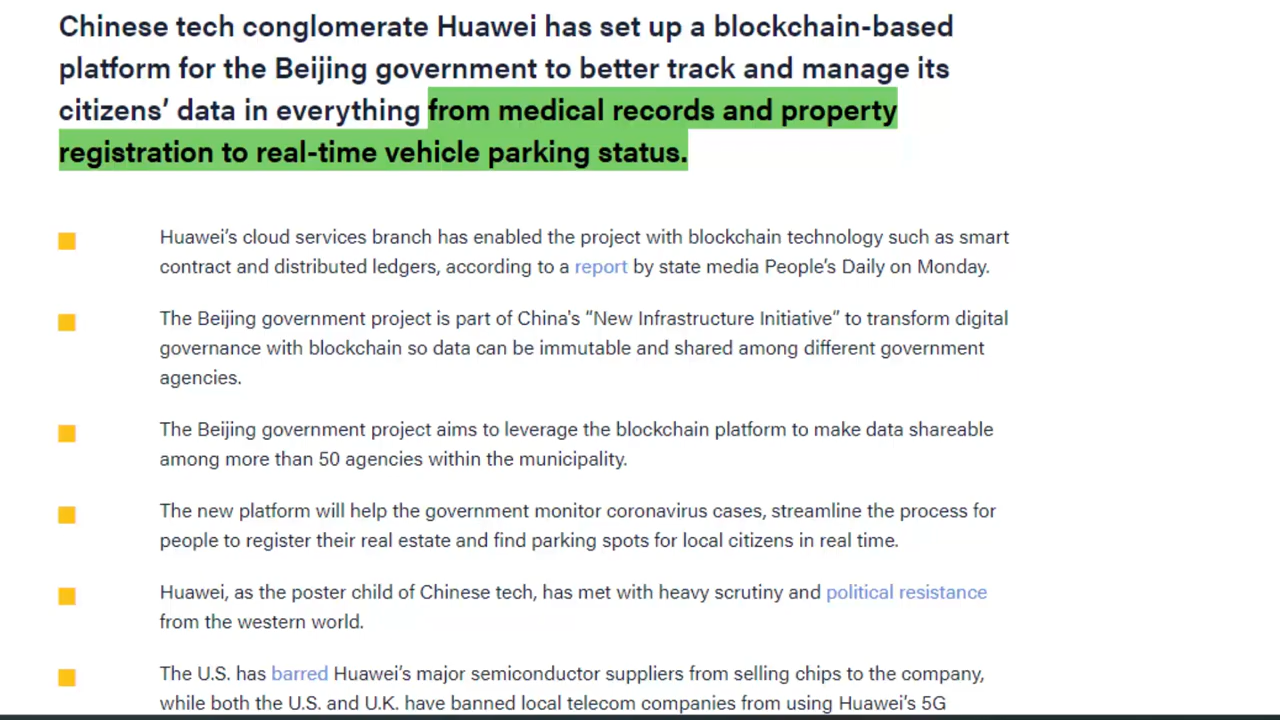 Chinese tech conglomerate Huawei has set up a blockchain-based
platform for the Beijing government to better track and manage its
citizens’ data in everything from medical records and property
registration to real-time vehicle parking status.
Huawei’s cloud services branch has enabled the project with blockchain technology such as smart
contract and distributed ledgers, according to a report by state media People’s Daily on Monday.
The Beijing government project is part of China's “New Infrastructure Initiative” to transform digital
governance with blockchain so data can be immutable and shared among different government
agencies.
The Beijing government project aims to leverage the blockchain platform to make data shareable
among more than 50 agencies within the municipality.
The new platform will help the government monitor coronavirus cases, streamline the process for
people to register their real estate and find parking spots for local citizens in real time.
Huawei, as the poster child of Chinese tech, has met with heavy scrutiny and political resistance
from the western world.
The U.S. has barred Huawei’s major semiconductor suppliers from selling chips to the company,
while both the U.S. and U.K. have banned local telecom companies from using Huawei’s 5G